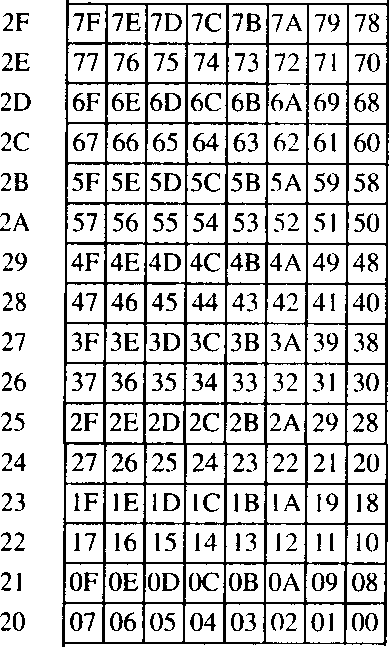 2F 7F 7E 7D 7C 7B 7A 79 78
2E 77 76 75 74 73 72 71 70
2D 6F 6E 6D 6C 6B 6A 69 68
2C 67 66 65 64 63 62 61 60
2B 5F 5E 5D 5C 5B 5A 59 58
2A 57 56 55 54 53 52 51 50
29 4F 4E 4D 4C 4B 4A 49 48
28 47 46 45 44 43 42 41 40
27 3F 3E 3D 3C 3B 3A 39 38
26 37 36 35 34 33 32 31 30
25 2F 2E 2D 2C 2B 2A 29 28
24 27 26 25 24 23 22 21 20
23 1F 1E 1D 1C 1B 1A 19 18
22 17 16 15 14 13 12 11 10
21 0F 0E 0D 0C 0B 0A 09 08
20 07 06 05 04 03 02 01 00